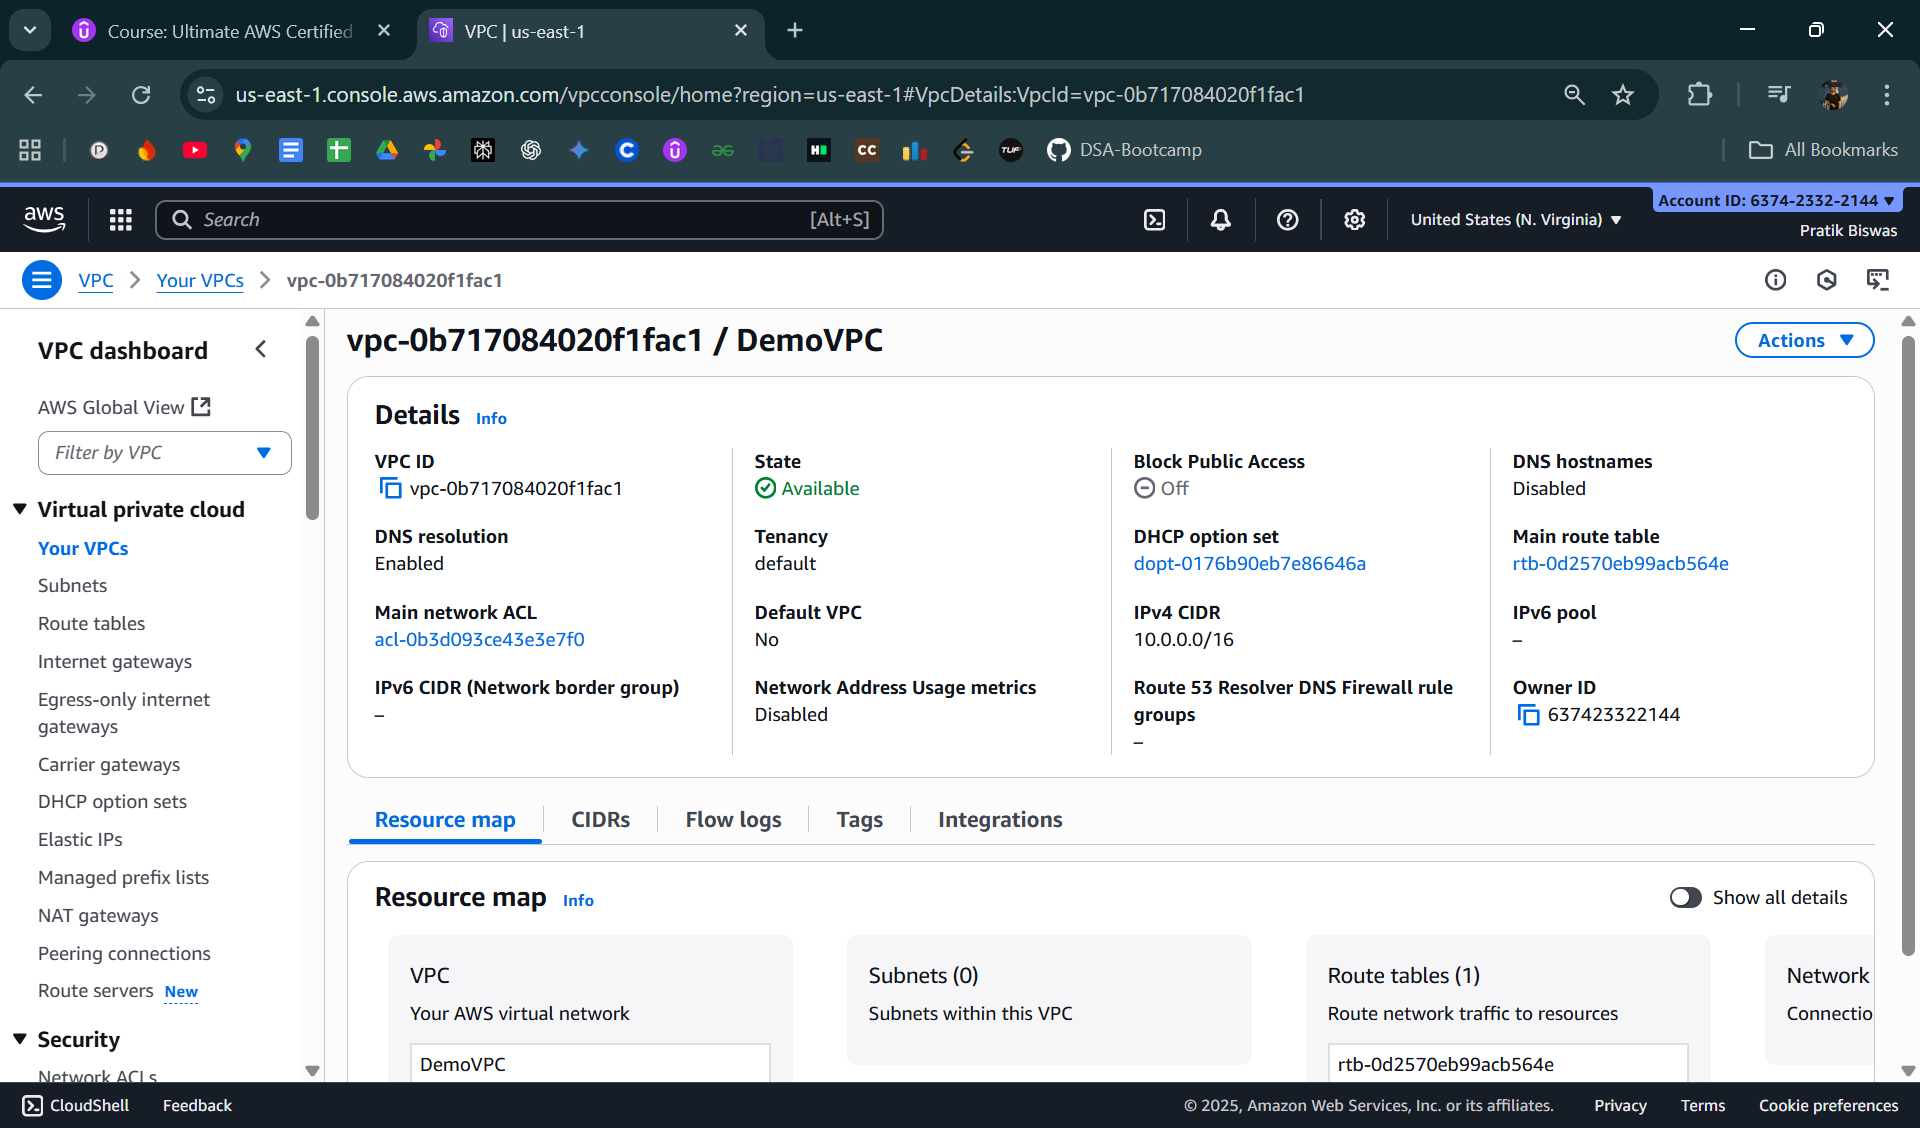 Course: Ultimate AWS Certified
VPC | us-east-1
us-east-1.console.aws.amazon.com/vpcconsole/home?region=us-east-1#VpcDetails:VpcId=vpc-0b717084020f1fac1
CC
TUF
DSA-Bootcamp
All Bookmarks
aws
Search
[Alt+S]
United States (N. Virginia)
Account ID: 6374-2332-2144
Pratik Biswas
VPC
Your VPCs
vpc-0b717084020f1fac1
VPC dashboard
AWS Global View
Filter by VPC
Virtual private cloud
Your VPCs
Subnets
Route tables
Internet gateways
Egress-only internet
gateways
Carrier gateways
DHCP option sets
Elastic IPs
Managed prefix lists
NAT gateways
Peering connections
Route servers New
Security
Network ACLs
vpc-0b717084020f1fac1 / DemoVPC
Actions
Details Info
VPC ID
vpc-0b717084020f1fac1
State
Available
Block Public Access
Off
DNS hostnames
Disabled
DNS resolution
Enabled
Tenancy
default
DHCP option set
dopt-0176b90eb7e86646a
Main route table
rtb-0d2570eb99acb564e
Main network ACL
acl-0b3d093ce43e3e7f0
Default VPC
No
IPv4 CIDR
10.0.0.0/16
IPv6 pool
–
IPv6 CIDR (Network border group)
–
Network Address Usage metrics
Disabled
Route 53 Resolver DNS Firewall rule
groups
–
Owner ID
637423322144
Resource map
CIDRs
Flow logs
Tags
Integrations
Resource map Info
Show all details
VPC
Your AWS virtual network
DemoVPC
Subnets (0)
Subnets within this VPC
Route tables (1)
Route network traffic to resources
rtb-0d2570eb99acb564e
Network
Connectio
CloudShell
Feedback
© 2025, Amazon Web Services, Inc. or its affiliates.
Privacy
Terms
Cookie preferences